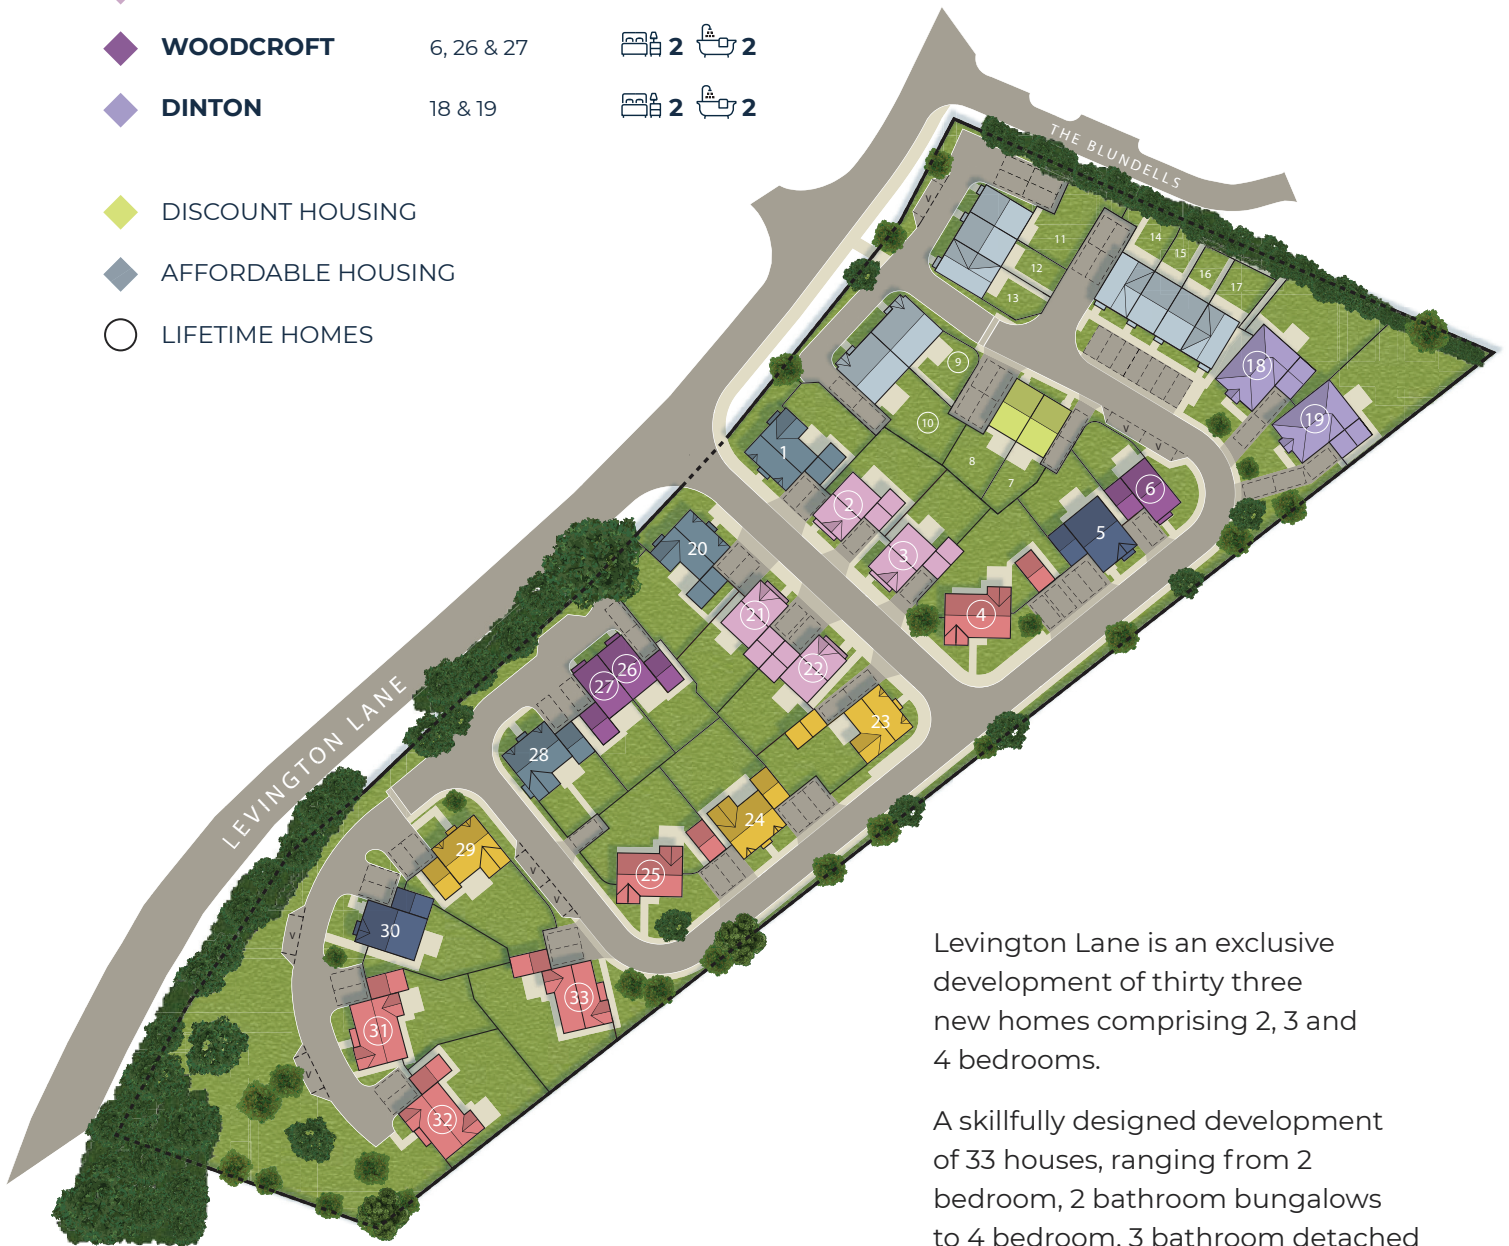 WOODCROFT 6, 26 & 27 2 2
DINTON 18 & 19 2 2
DISCOUNT HOUSING
AFFORDABLE HOUSING
LIFETIME HOMES
THE BLUNDELLS
LEVINGTON LANE
1
2
3
4
5
6
7
8
9
10
11
12
13
14
15
16
17
18
19
20
21
22
23
24
25
26
27
28
29
30
31
32
33
Levington Lane is an exclusive
development of thirty three
new homes comprising 2, 3 and
4 bedrooms.
A skillfully designed development
of 33 houses, ranging from 2
bedroom, 2 bathroom bungalows
to 4 bedroom, 3 bathroom detached